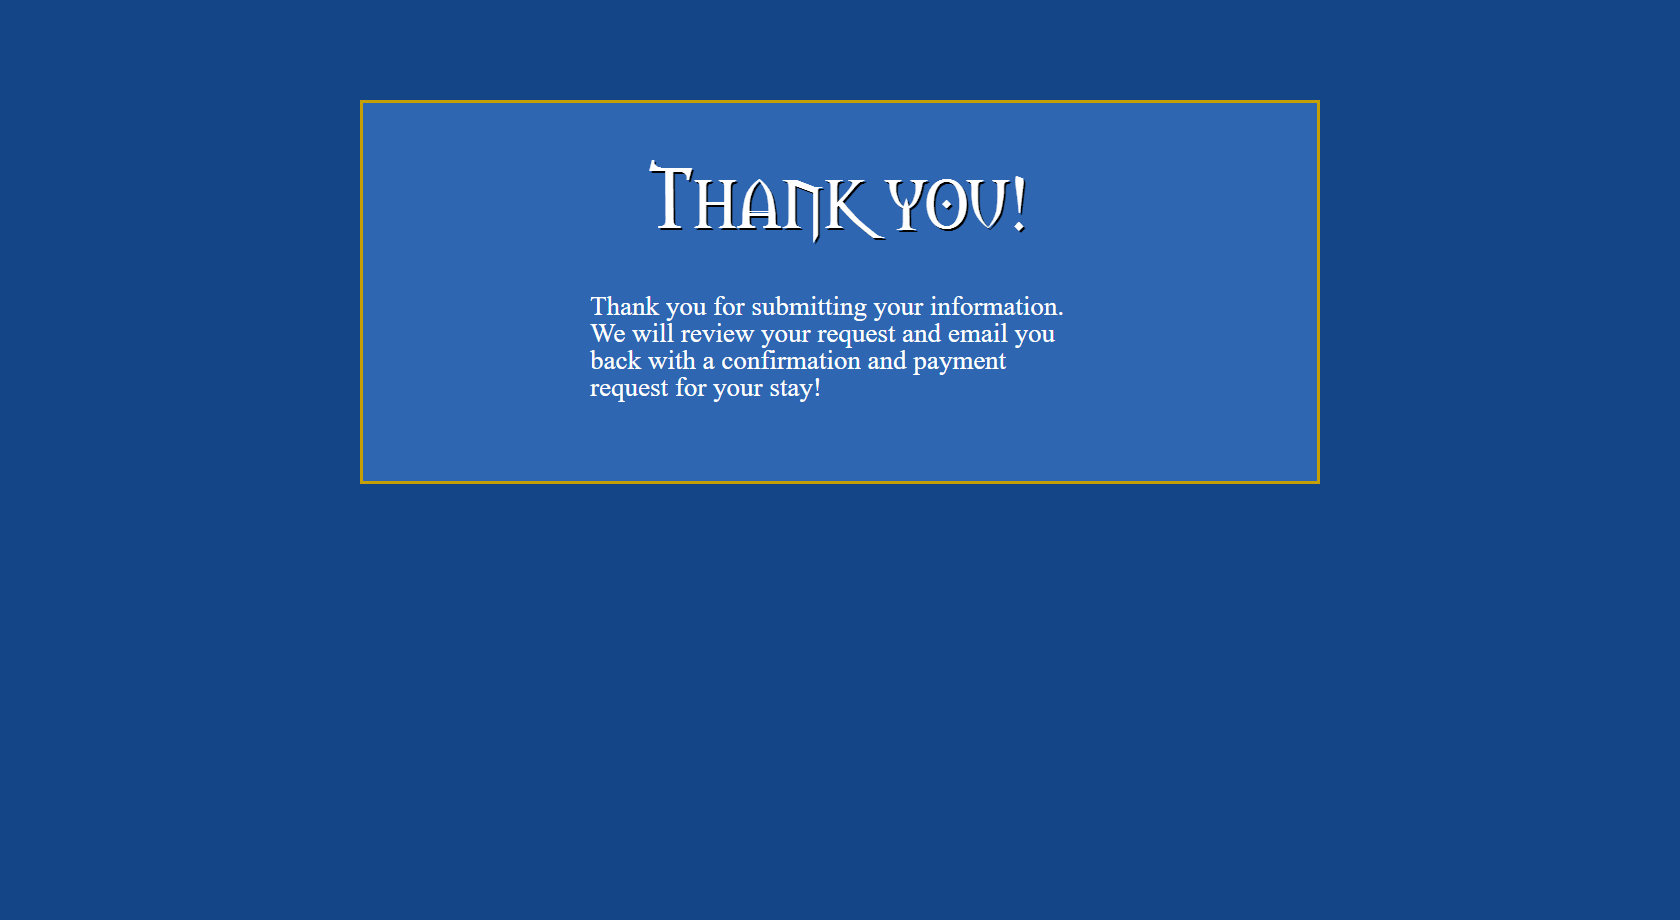 Thank you!
Thank you for submitting your information.
We will review your request and email you
back with a confirmation and payment
request for your stay!